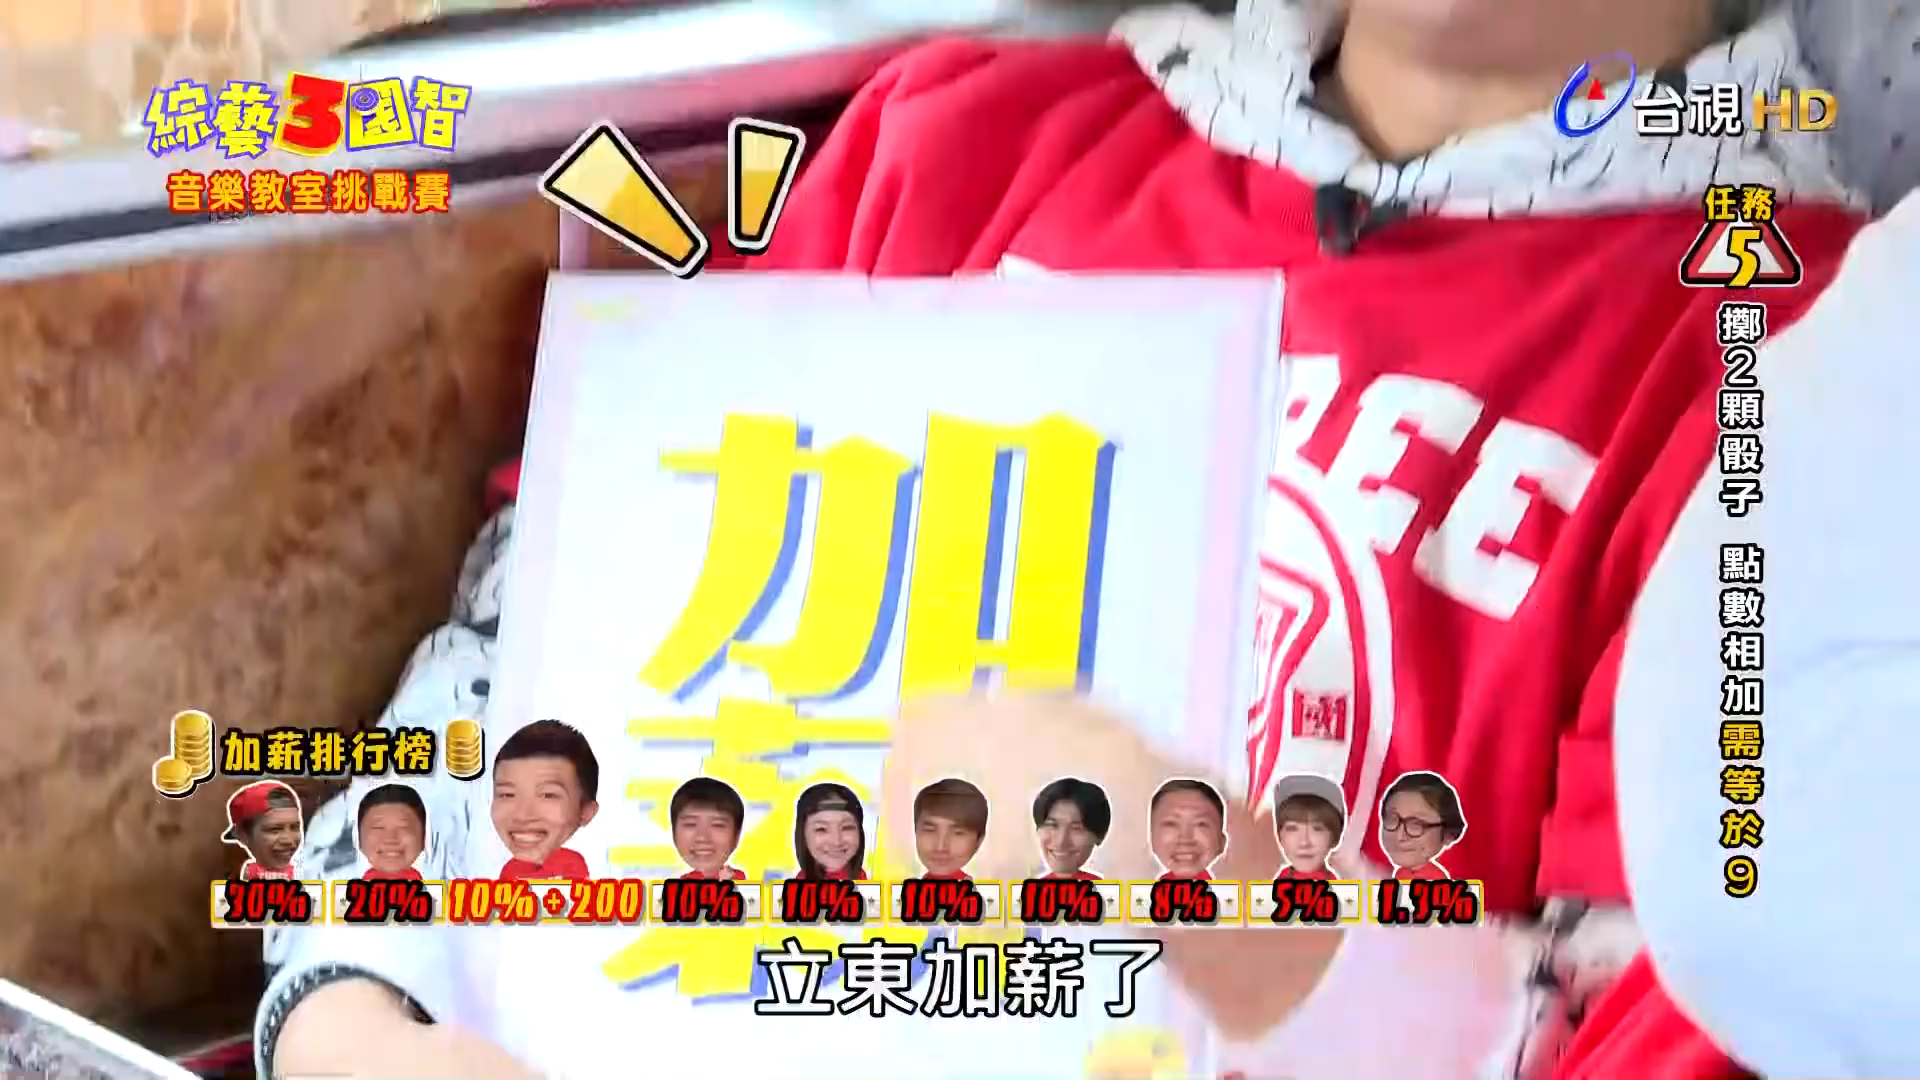 綜藝3國智
音樂教室挑戰賽
台視HD
任務
5
擲2顆骰子 點數相加需等於9
加薪
加薪排行榜
30% 20% 10%+200 10% 10% 10% 10% 8% 5% 1.3%
立東加薪了